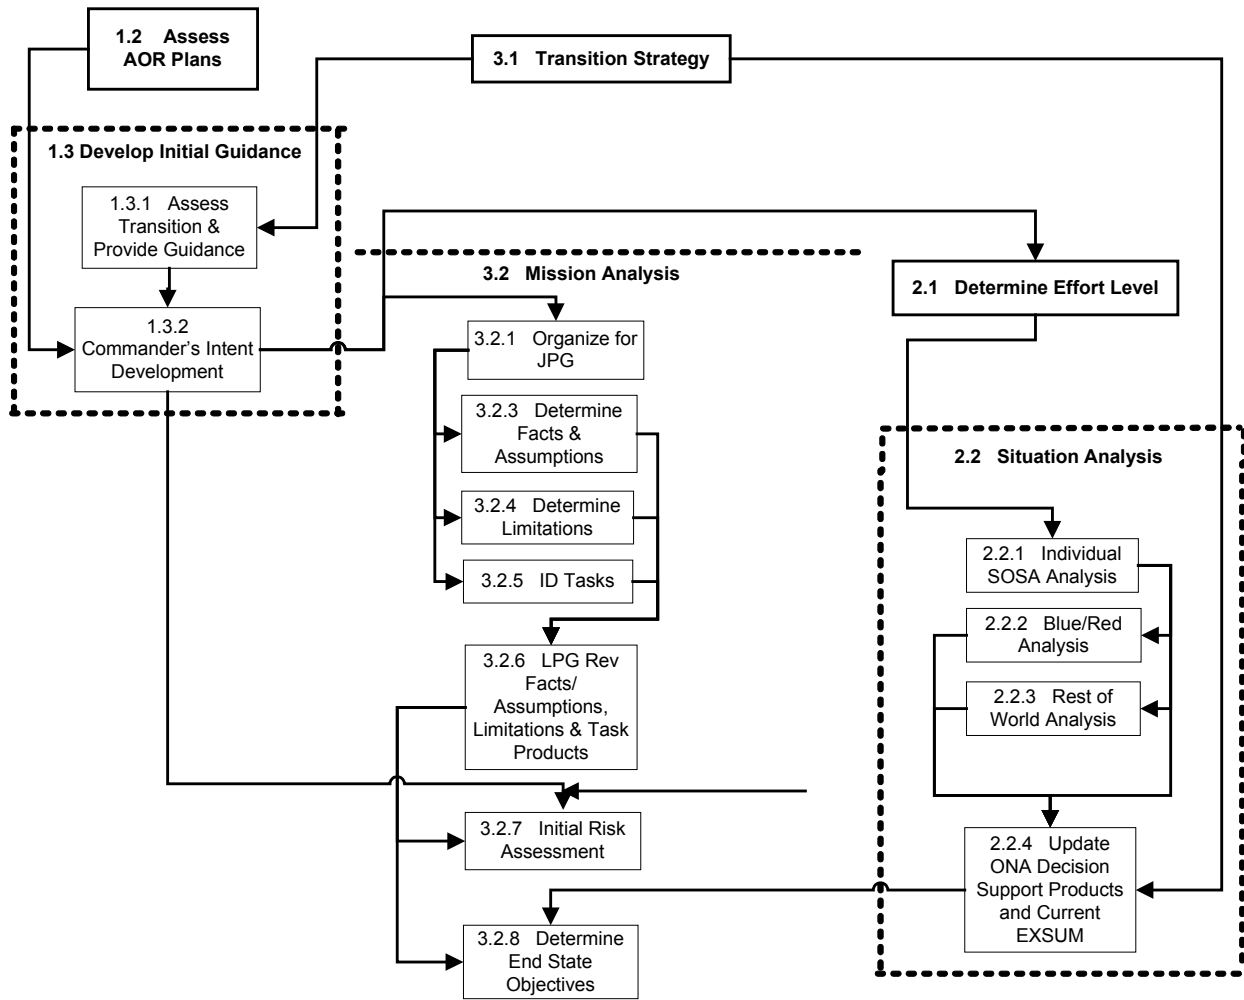 1.2 Assess
AOR Plans
3.1 Transition Strategy
1.3 Develop Initial Guidance
1.3.1 Assess
Transition &
Provide Guidance
1.3.2
Commander's Intent
Development
3.2 Mission Analysis
3.2.1 Organize for
JPG
3.2.3 Determine
Facts &
Assumptions
3.2.4 Determine
Limitations
3.2.5 ID Tasks
3.2.6 LPG Rev
Facts/
Assumptions,
Limitations & Task
Products
3.2.7 Initial Risk
Assessment
3.2.8 Determine
End State
Objectives
2.1 Determine Effort Level
2.2 Situation Analysis
2.2.1 Individual
SOSA Analysis
2.2.2 Blue/Red
Analysis
2.2.3 Rest of
World Analysis
2.2.4 Update
ONA Decision
Support Products
and Current
EXSUM